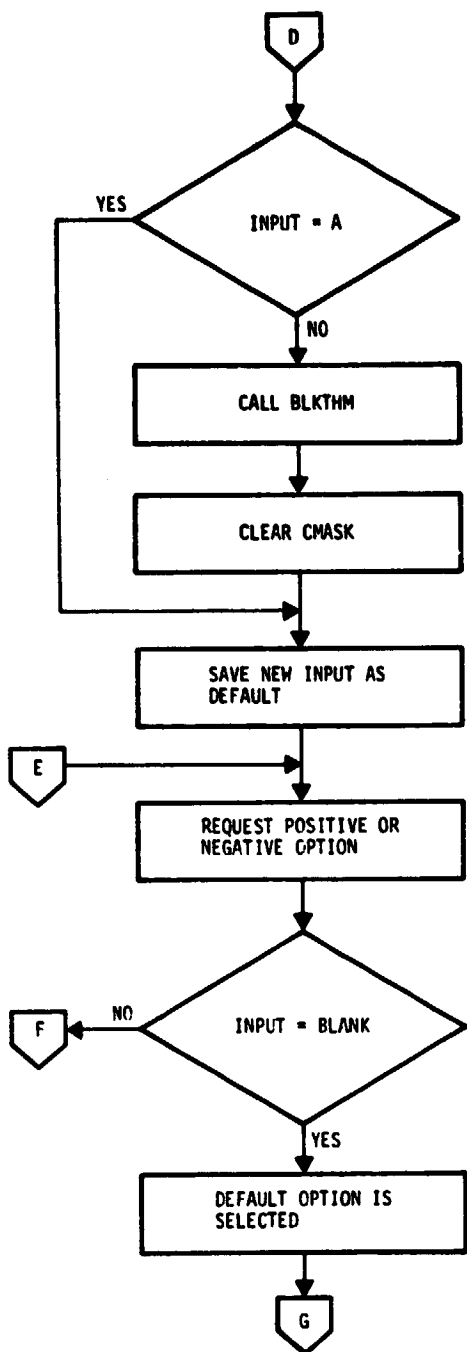 D
INPUT = A
YES
NO
CALL BLKTHM
CLEAR CMASK
SAVE NEW INPUT AS
DEFAULT
E
REQUEST POSITIVE OR
NEGATIVE OPTION
INPUT = BLANK
NO
F
YES
DEFAULT OPTION IS
SELECTED
G